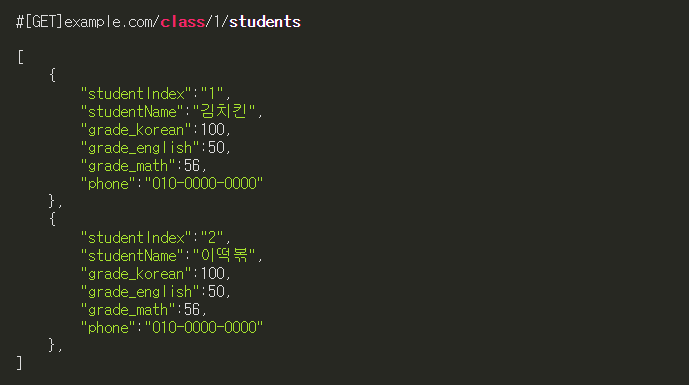 #[GET]example.com/class/1/students
[
{
"studentIndex":"1",
"studentName":"김치킨",
"grade_korean":100,
"grade_english":50,
"grade_math":56,
"phone":"010-0000-0000"
},
{
"studentIndex":"2",
"studentName":"이떡볶",
"grade_korean":100,
"grade_english":50,
"grade_math":56,
"phone":"010-0000-0000"
},
]